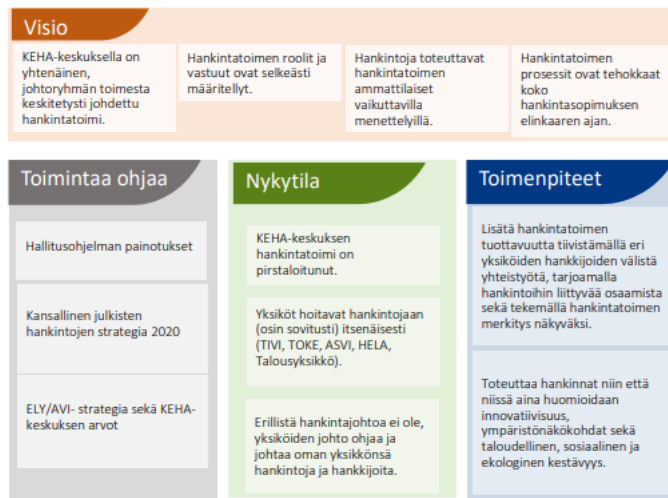 Visio
KEHA-keskuksella on
yhtenäinen,
johtoryhmän toimesta
keskitetysti johdettu
hankintatoimi.
Hankintatoimen roolit ja
vastuut ovat selkeästi
määritellyt.
Hankintoja toteuttavat
hankintatoimen
ammattilaiset
vaikuttavilla
menettelyillä.
Hankintatoimen
prosessit ovat tehokkaat
koko
hankintasopimuksen
elinkaaren ajan.
Toimintaa ohjaa
Hallitusohjelman painotukset
Kansallinen julkisten
hankintojen strategia 2020
ELY/AVI- strategia sekä KEHA-
keskuksen arvot
Nykytila
KEHA-keskuksen
hankintatoimi on
pirstaloitunut.
Yksiköt hoitavat hankintojaan
(osin sovitusti) itsenäisesti
(TIVI, TOKE, ASVI, HELA,
Talousyksikkö).
Erillistä hankintajohtoa ei ole,
yksiköiden johto ohjaa ja
johtaa oman yksikkönsä
hankintoja ja hankkijoita.
Toimenpiteet
Lisätä hankintatoimen
tuottavuutta tiivistämällä eri
yksiköiden hankkijoiden välistä
yhteistyötä, tarjoamalla
hankintoihin liittyvää osaamista
sekä tekemällä hankintatoimen
merkitys näkyväksi.
Toteuttaa hankinnat niin että
niissä aina huomioidaan
innovatiivisuus,
ympäristönäkökohdat sekä
taloudellinen, sosiaalinen ja
ekologinen kestävyys.